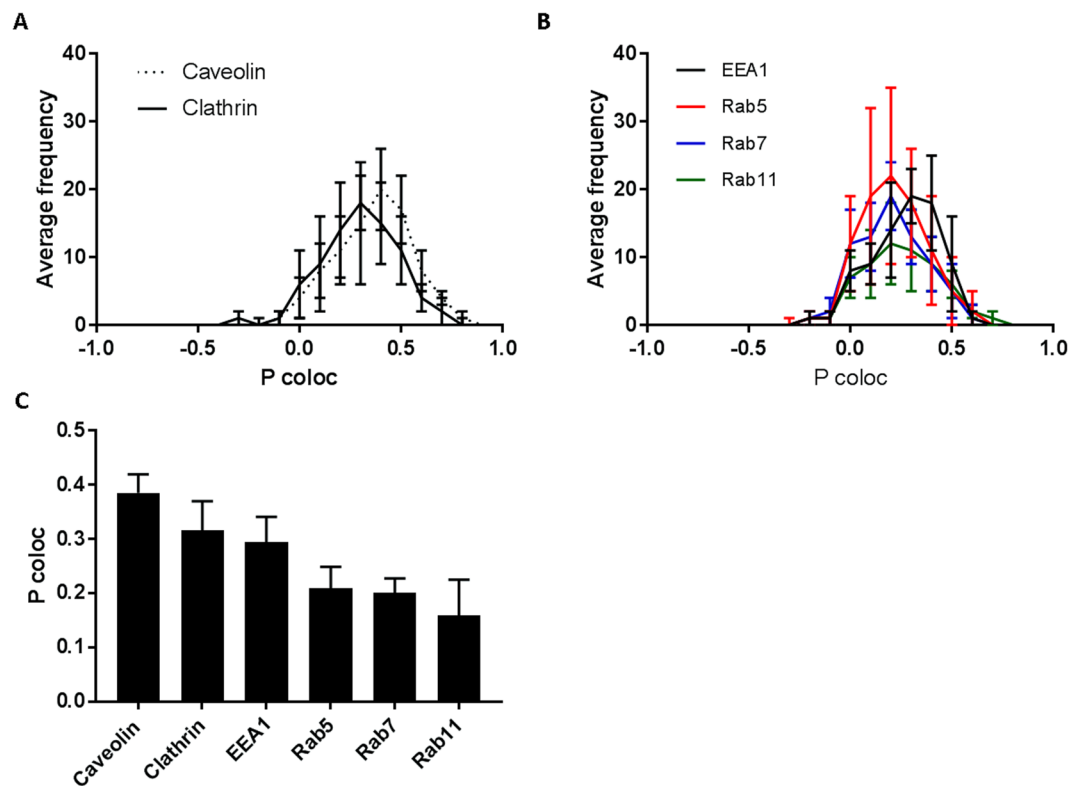 A
B
40
30
20
10
0
Average frequency
Caveolin
Clathrin
-1.0
-0.5
0.0
0.5
1.0
P coloc
40
30
20
10
0
Average frequency
EEA1
Rab5
Rab7
Rab11
-1.0
-0.5
0.0
0.5
1.0
P coloc
C
0.5
0.4
0.3
0.2
0.1
0.0
P coloc
Caveolin
Clathrin
EEA1
Rab5
Rab7
Rab11